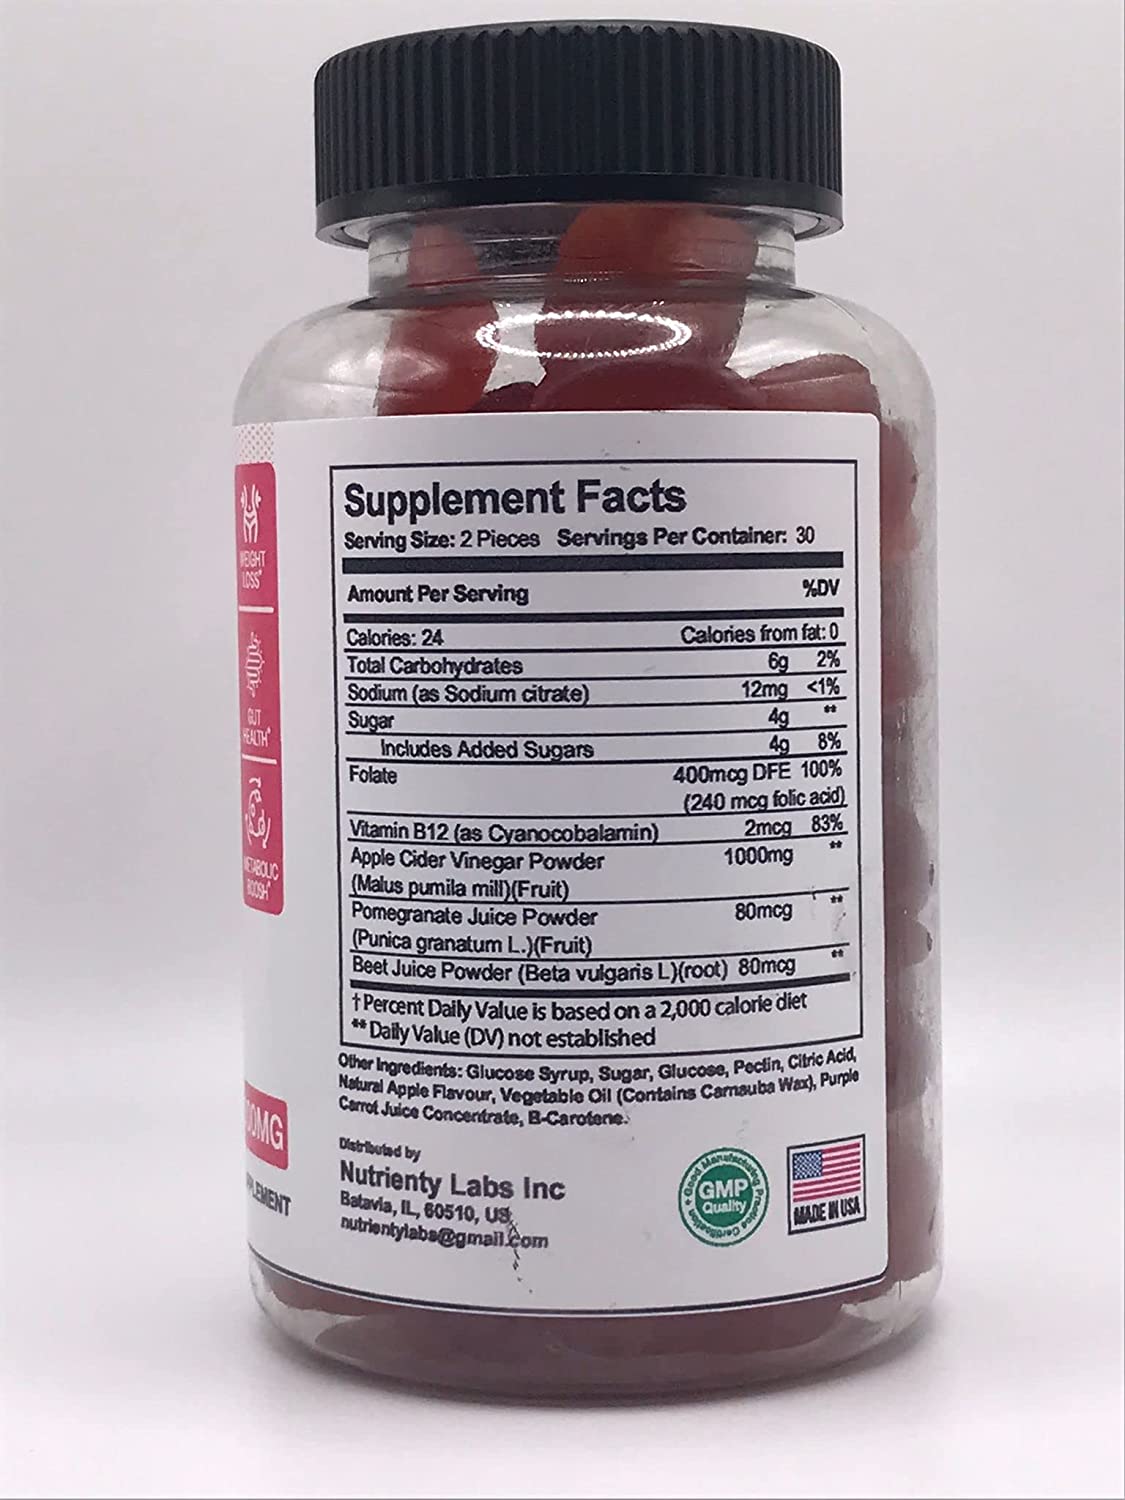 WEIGHT
LOSS*
GUT
HEALTH*
METABOLIC
BOOSH*
Supplement Facts
Serving Size: 2 Pieces Servings Per Container: 30
Amount Per Serving %DV
Calories: 24 Calories from fat: 0
Total Carbohydrates 6g 2%
Sodium (as Sodium citrate) 12mg <1%
Sugar 4g **
Includes Added Sugars 4g 8%
Folate 400mcg DFE 100%
(240 mcg folic acid)
Vitamin B12 (as Cyanocobalamin) 2mcg 83%
Apple Cider Vinegar Powder 1000mg **
(Malus pumila mill)(Fruit)
Pomegranate Juice Powder 80mcg **
(Punica granatum L.)(Fruit)
Beet Juice Powder (Beta vulgaris L)(root) 80mcg **
† Percent Daily Value is based on a 2,000 calorie diet
** Daily Value (DV) not established
Other Ingredients: Glucose Syrup, Sugar, Glucose, Pectin, Citric Acid,
Natural Apple Flavour, Vegetable Oil (Contains Carnauba Wax), Purple
Carrot Juice Concentrate, B-Carotene.
Distributed by
Nutrienty Labs Inc
Batavia, IL, 60510, US
nutrientylabs@gmail.com
Good Manufacturing Practice Certification
GMP
Quality
MADE IN USA